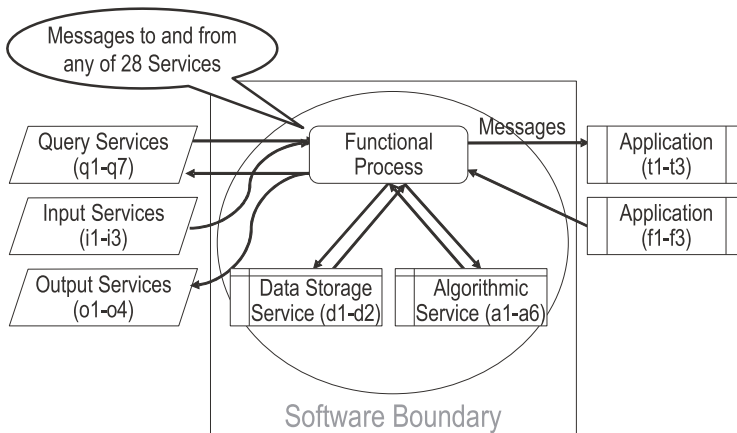 Messages to and from
any of 28 Services
Query Services
(q1-q7)
Functional
Process
Messages
Application
(t1-t3)
Input Services
(i1-i3)
Application
(f1-f3)
Output Services
(o1-o4)
Data Storage
Service (d1-d2)
Algorithmic
Service (a1-a6)
Software Boundary